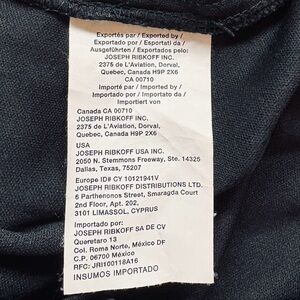 Exportés par / Exported by /
Exportado por / Esportati da /
Ausgeführten / Exportados pelo:
JOSEPH RIBKOFF INC.
2375 de L'Aviation, Dorval,
Quebec, Canada H9P 2X6
CA 00710
Importé par / Imported by /
Importado por / Importato da /
Importiert von
Canada CA 00710
JOSEPH RIBKOFF INC.
2375 de L'Aviation, Dorval,
Quebec, Canada H9P 2X6
USA
JOSEPH RIBKOFF USA INC.
2050 N. Stemmons Freeway, Ste. 14325
Dallas, Texas, 75207
Europe ID# CY 10121941V
JOSEPH RIBKOFF DISTRIBUTIONS LTD.
6 Parthenonos Street, Smaragda Court
2nd Floor, Apt. 202,
3101 LIMASSOL, CYPRUS
Importado por:
JOSEPH RIBKOFF SA DE CV
Queretaro 13
Col. Roma Norte, México DF
C.P. 06700 México
RFC: JRI100118A16
INSUMOS IMPORTADO